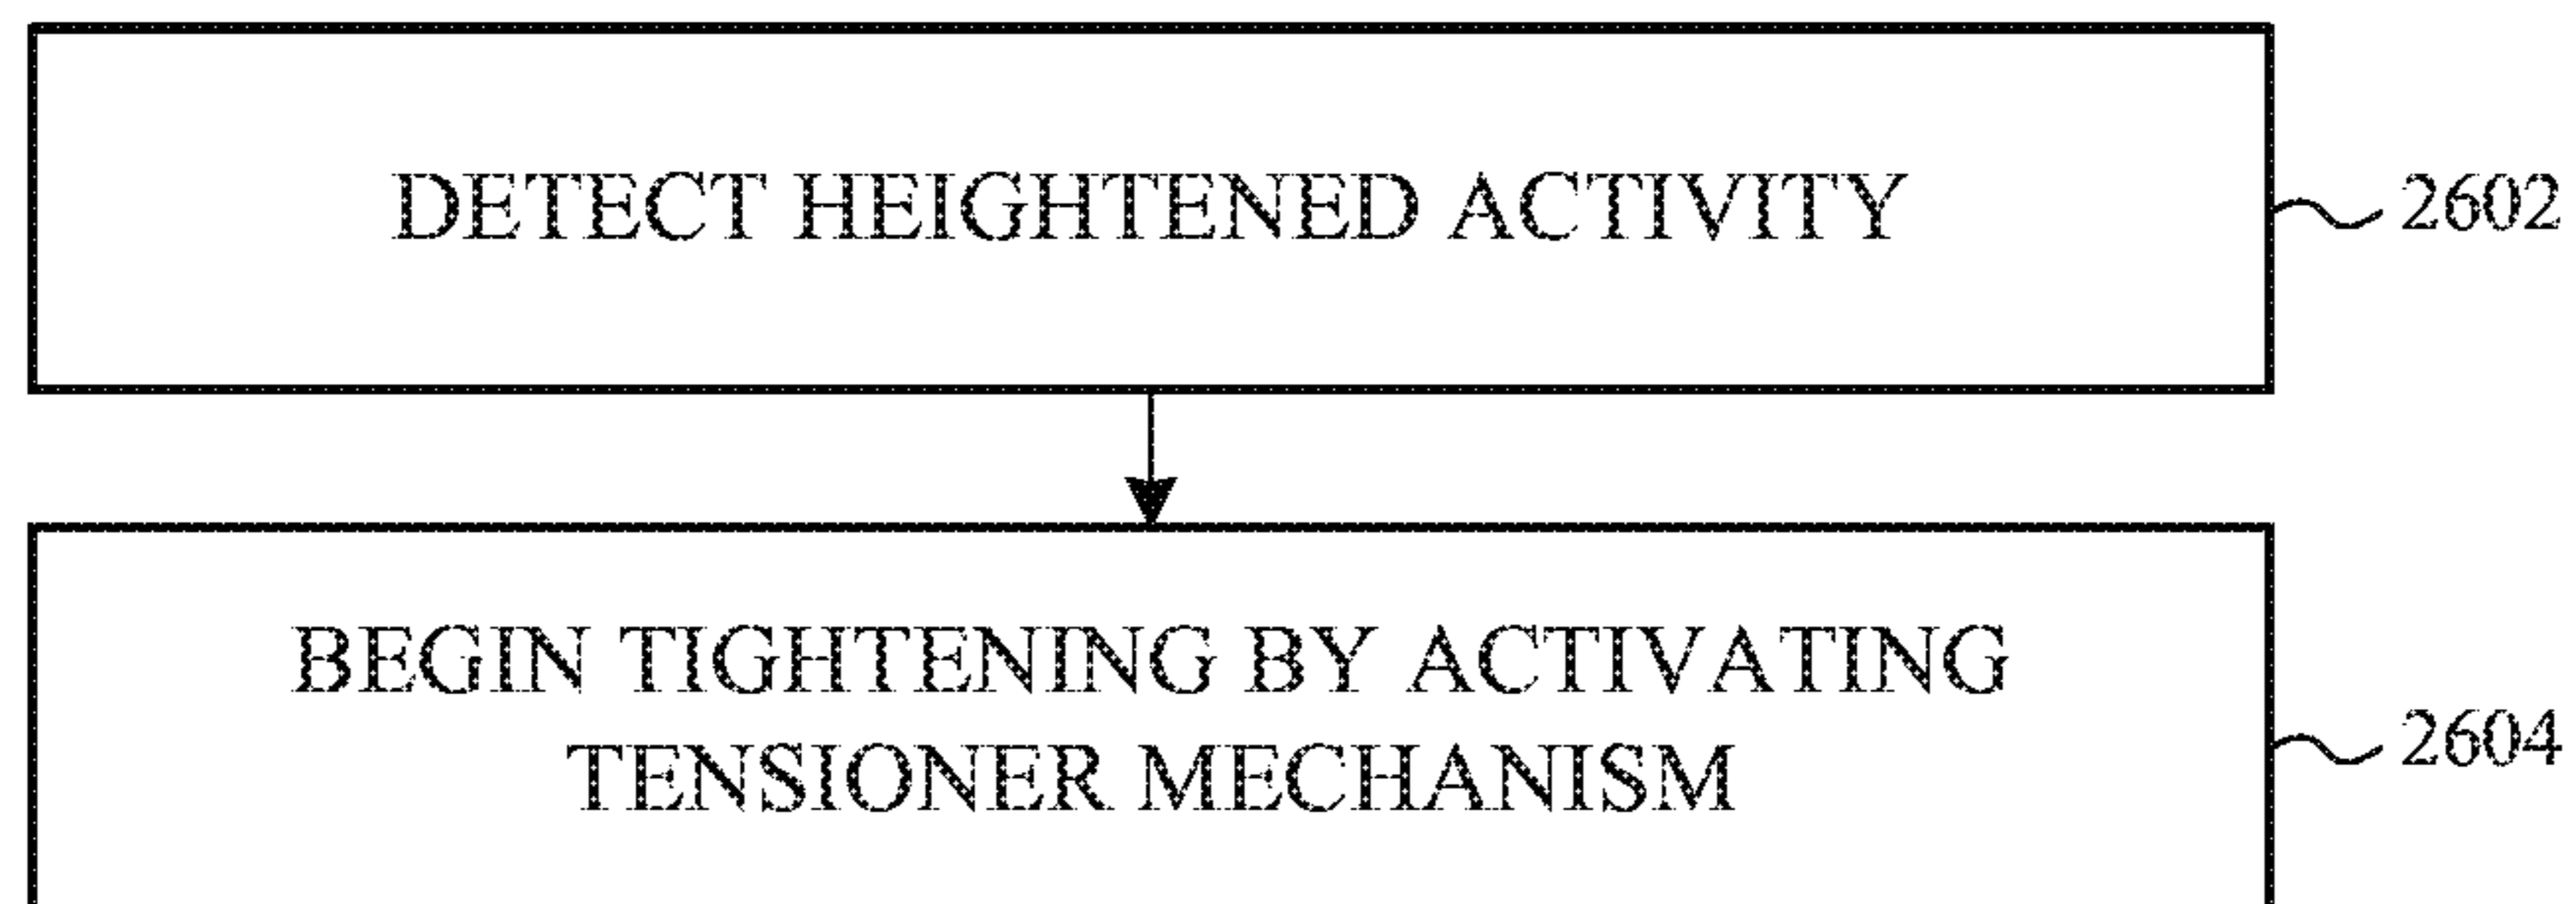 DETECT HEIGHTENED ACTIVITY
2602
BEGIN TIGHTENING BY ACTIVATING
TENSIONER MECHANISM
2604